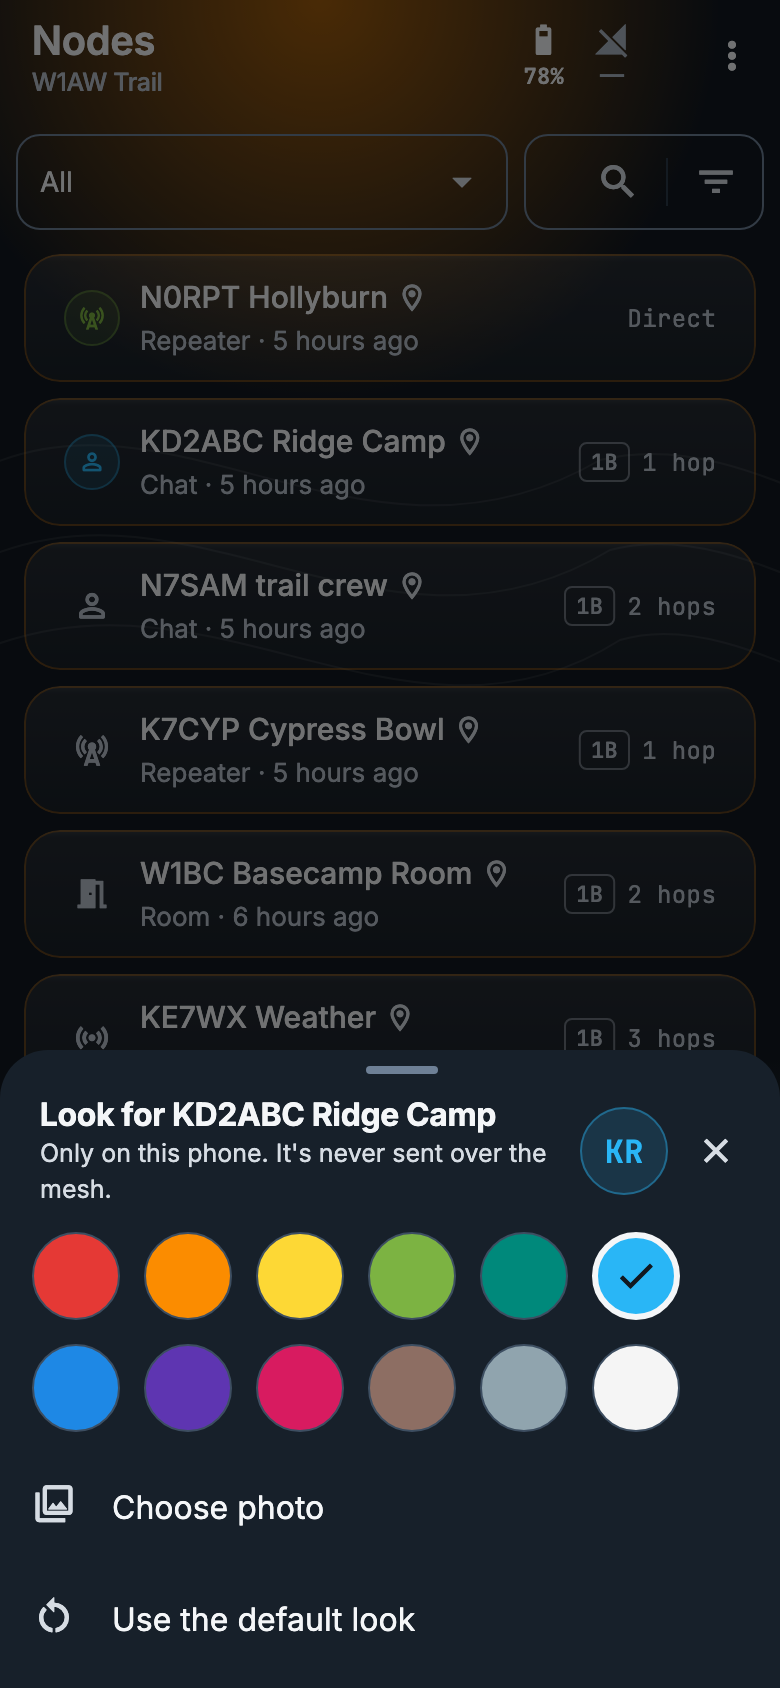 Nodes
W1AW Trail
78%
All
N0RPT Hollyburn
Repeater · 5 hours ago
Direct
KD2ABC Ridge Camp
Chat · 5 hours ago
1B 1 hop
N7SAM trail crew
Chat · 5 hours ago
1B 2 hops
K7CYP Cypress Bowl
Repeater · 5 hours ago
1B 1 hop
W1BC Basecamp Room
Room · 6 hours ago
1B 2 hops
KE7WX Weather
1B 3 hops
Look for KD2ABC Ridge Camp
Only on this phone. It's never sent over the
mesh.
KR
Choose photo
Use the default look